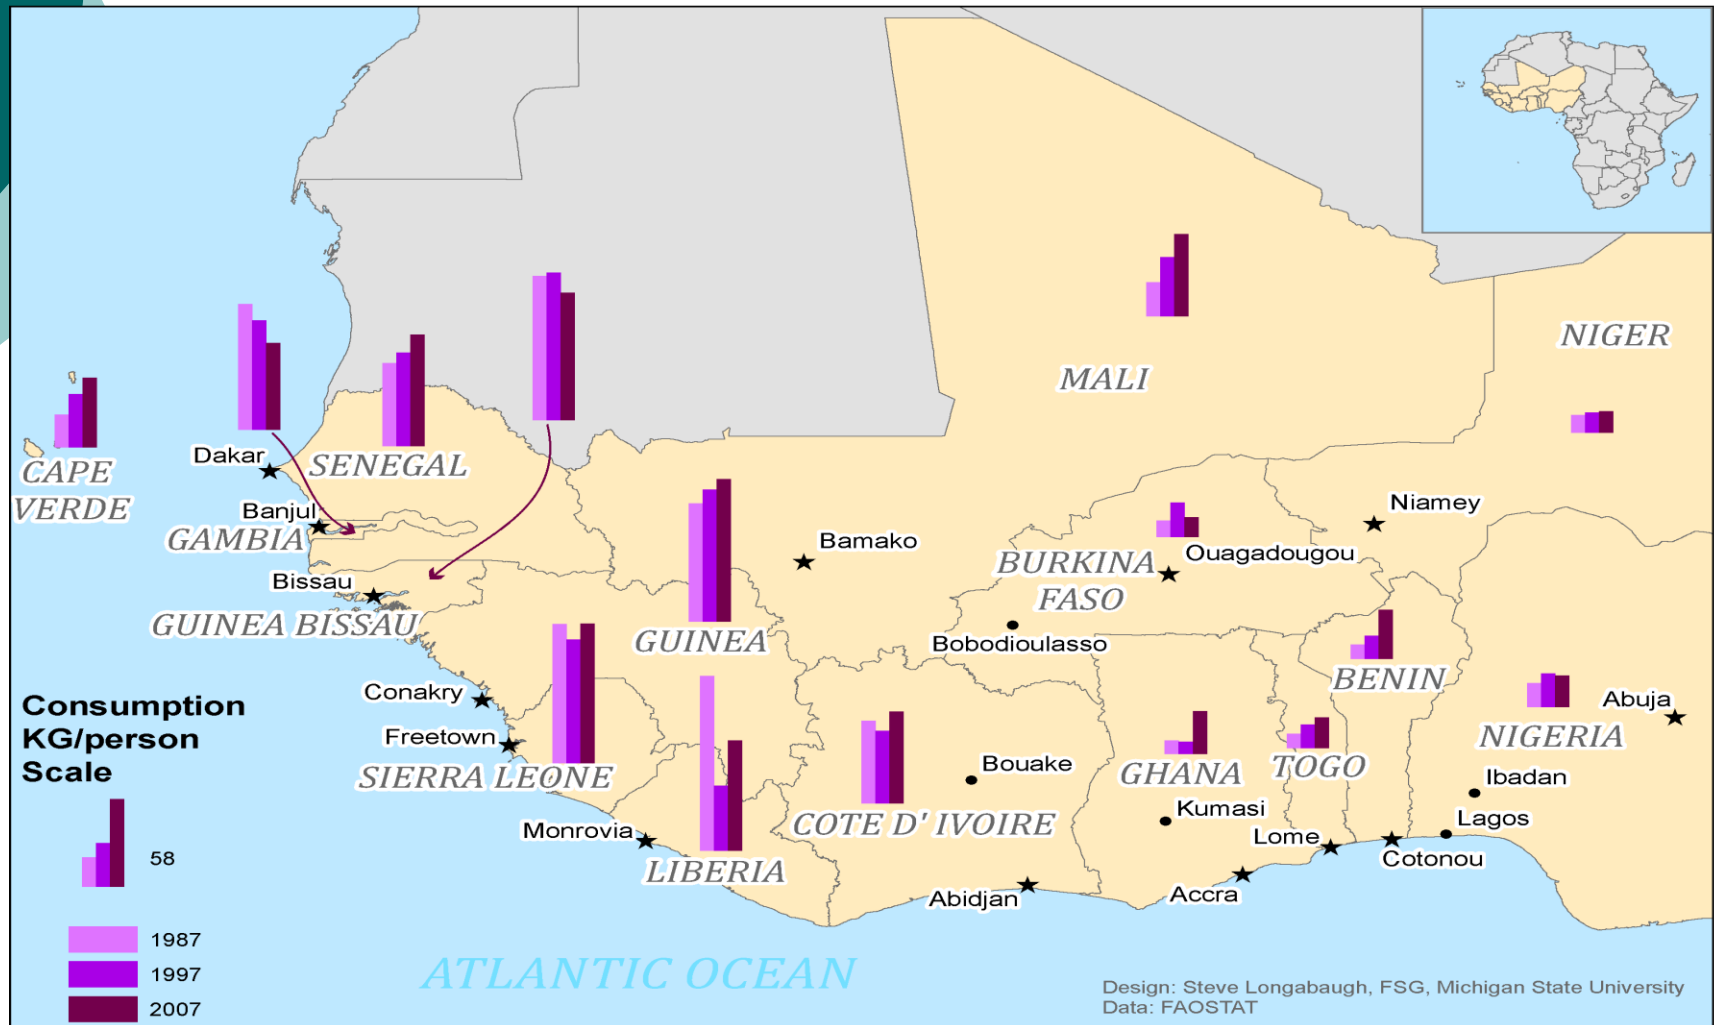 MALI
NIGER
Dakar
SENEGAL
CAPE
VERDE
Banjul
GAMBIA
Niamey
Bamako
Ouagadougou
BURKINA
FASO
Bissau
GUINEA BISSAU
GUINEA
Bobodioulasso
BENIN
Conakry
Abuja
Freetown
NIGERIA
SIERRA LEONE
Bouake
GHANA
TOGO
Ibadan
Kumasi
Lagos
Monrovia
COTE D' IVOIRE
Lome
Cotonou
LIBERIA
Abidjan
Accra
Consumption
KG/person
Scale
58
1987
1997
2007
ATLANTIC OCEAN
Design: Steve Longabaugh, FSG, Michigan State University
Data: FAOSTAT